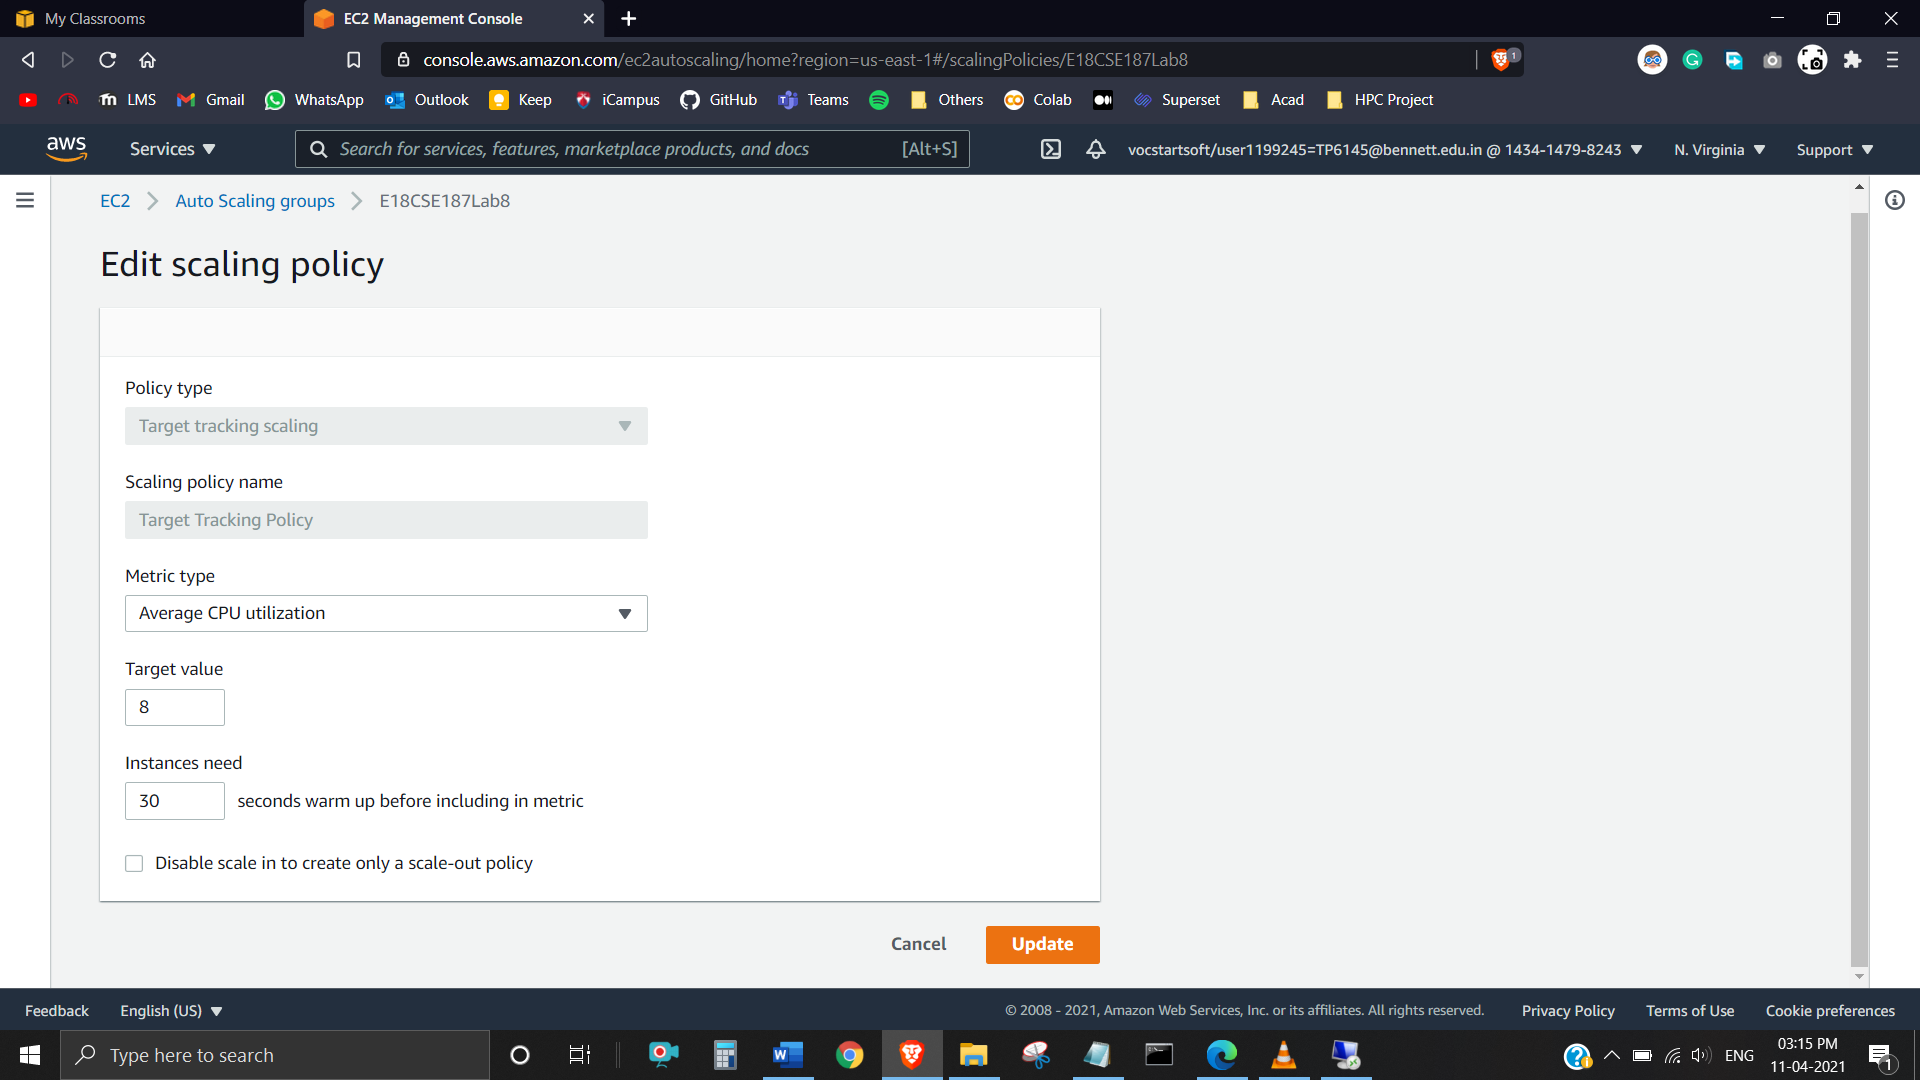 My Classrooms
EC2 Management Console
console.aws.amazon.com/ec2autoscaling/home?region=us-east-1#/scalingPolicies/E18CSE187Lab8
1
LMS Gmail WhatsApp Outlook Keep iCampus GitHub Teams Others Colab Superset Acad HPC Project
aws Services Search for services, features, marketplace products, and docs [Alt+S] vocstartsoft/user1199245=TP6145@bennett.edu.in @ 1434-1479-8243 N. Virginia Support
EC2 Auto Scaling groups E18CSE187Lab8
Edit scaling policy
Policy type
Target tracking scaling
Scaling policy name
Target Tracking Policy
Metric type
Average CPU utilization
Target value
8
Instances need
30 seconds warm up before including in metric
Disable scale in to create only a scale-out policy
Cancel Update
Feedback English (US) © 2008 - 2021, Amazon Web Services, Inc. or its affiliates. All rights reserved. Privacy Policy Terms of Use Cookie preferences
Type here to search
ENG
03:15 PM
11-04-2021
1